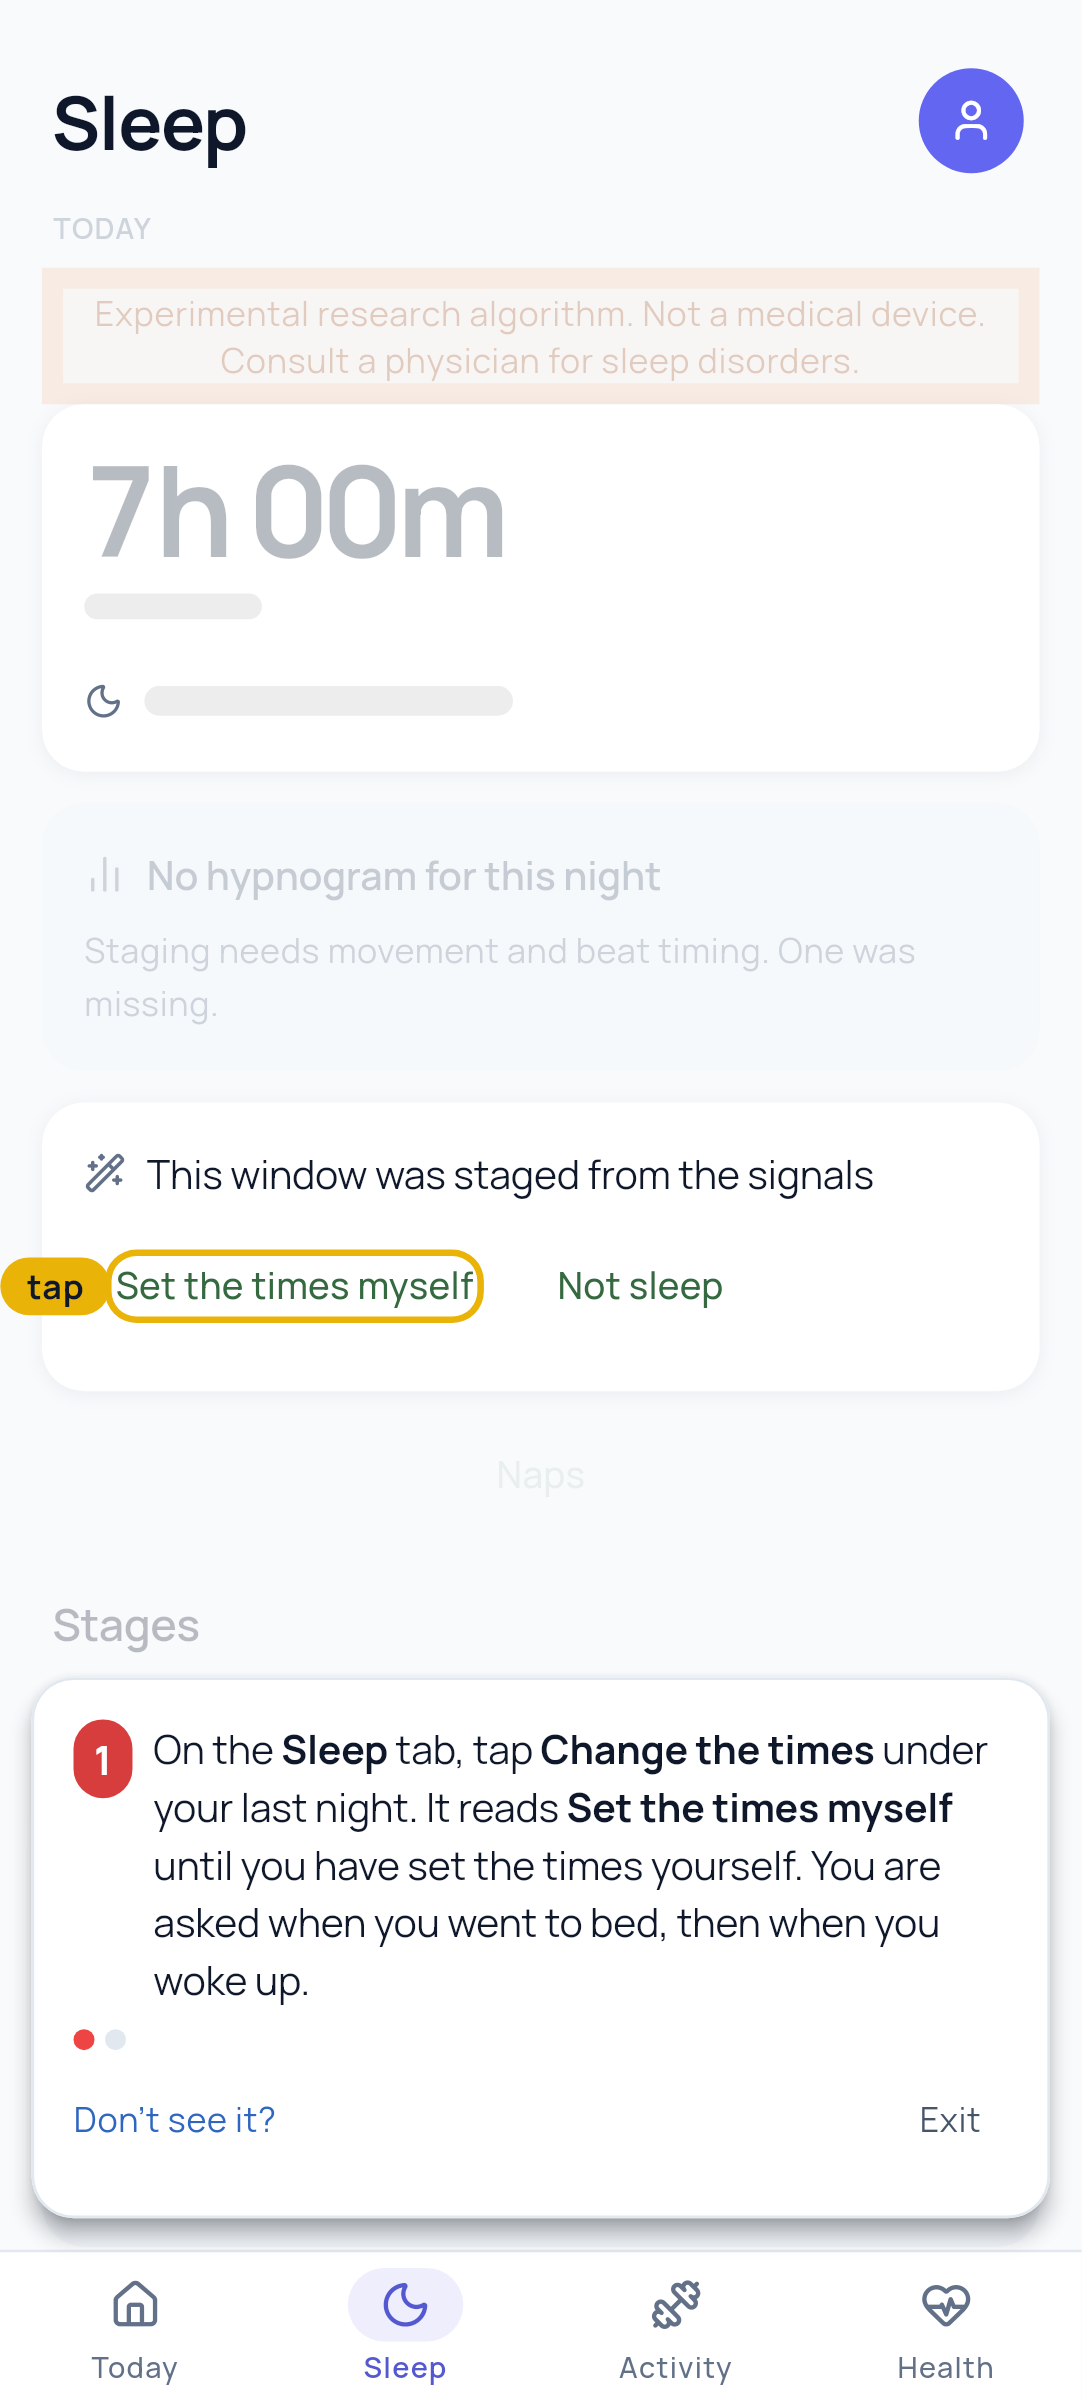 Sleep
TODAY
Experimental research algorithm. Not a medical device.
Consult a physician for sleep disorders.
7h 00m
No hypnogram for this night
Staging needs movement and beat timing. One was
missing.
This window was staged from the signals
tap
Set the times myself
Not sleep
Naps
Stages
1
On the Sleep tab, tap Change the times under
your last night. It reads Set the times myself
until you have set the times yourself. You are
asked when you went to bed, then when you
woke up.
Don’t see it?
Exit
Today
Sleep
Activity
Health